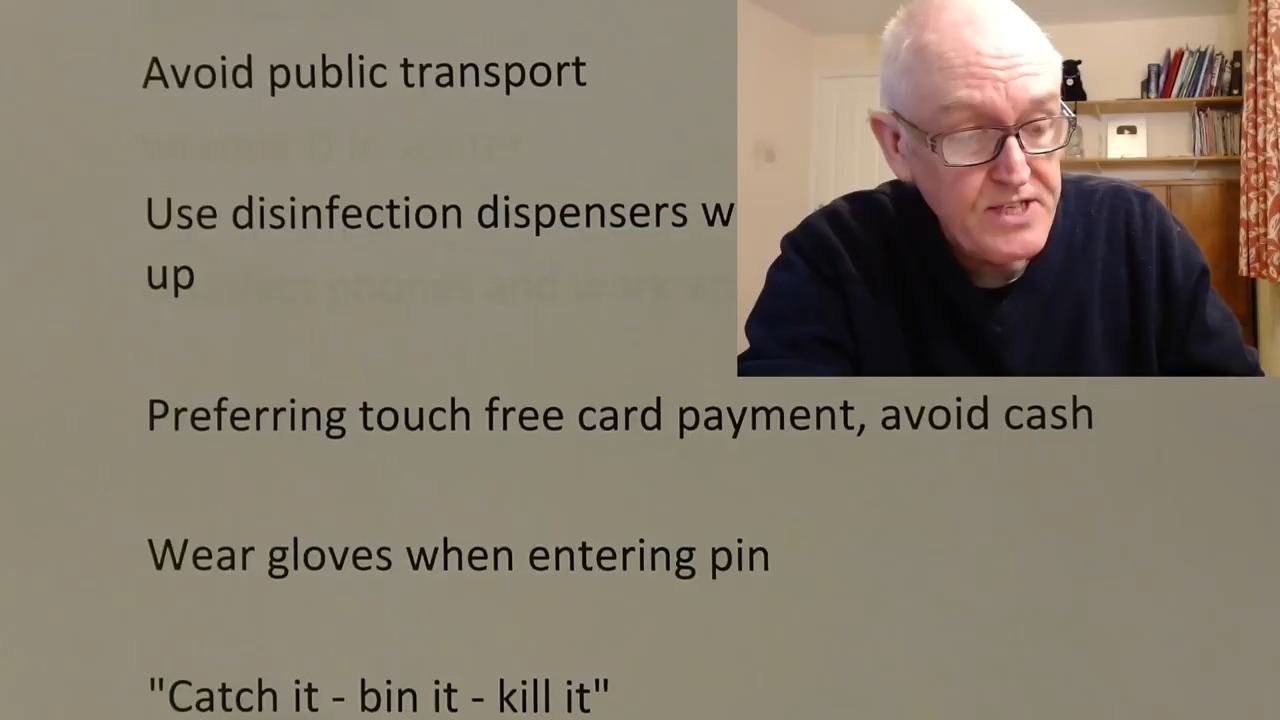 Avoid public transport
Use disinfection dispensers w
up
Preferring touch free card payment, avoid cash
Wear gloves when entering pin
"Catch it - bin it - kill it"